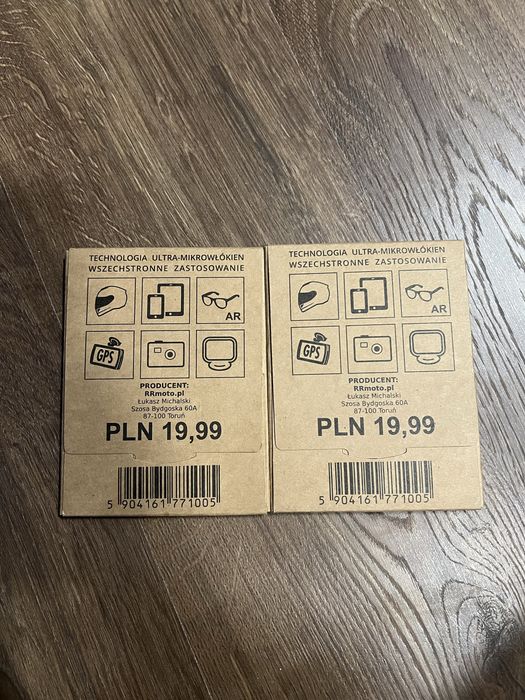 TECHNOLOGIA ULTRA-MIKROWŁÓKIEN
WSZECHSTRONNE ZASTOSOWANIE
AR
GPS
PRODUCENT:
RRmoto.pl
Łukasz Michalski
Szosa Bydgoska 60A
87-100 Toruń
PLN 19,99
5 904161 771005
TECHNOLOGIA ULTRA-MIKROWŁÓKIEN
WSZECHSTRONNE ZASTOSOWANIE
AR
GPS
PRODUCENT:
RRmoto.pl
Łukasz Michalski
Szosa Bydgoska 60A
87-100 Toruń
PLN 19,99
5 904161 771005